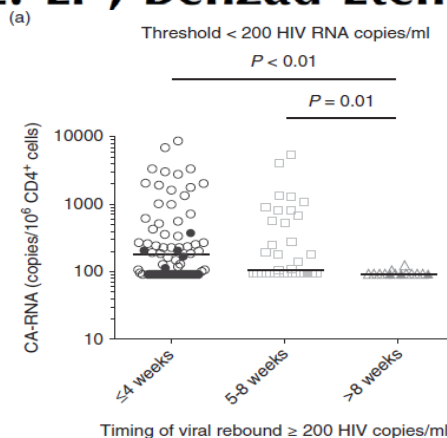 (a)
Threshold < 200 HIV RNA copies/ml
P < 0.01
P = 0.01
CA-RNA (copies/10⁶ CD4⁺ cells)
10000
1000
100
10
≤4 weeks
5-8 weeks
>8 weeks
Timing of viral rebound ≥ 200 HIV copies/ml